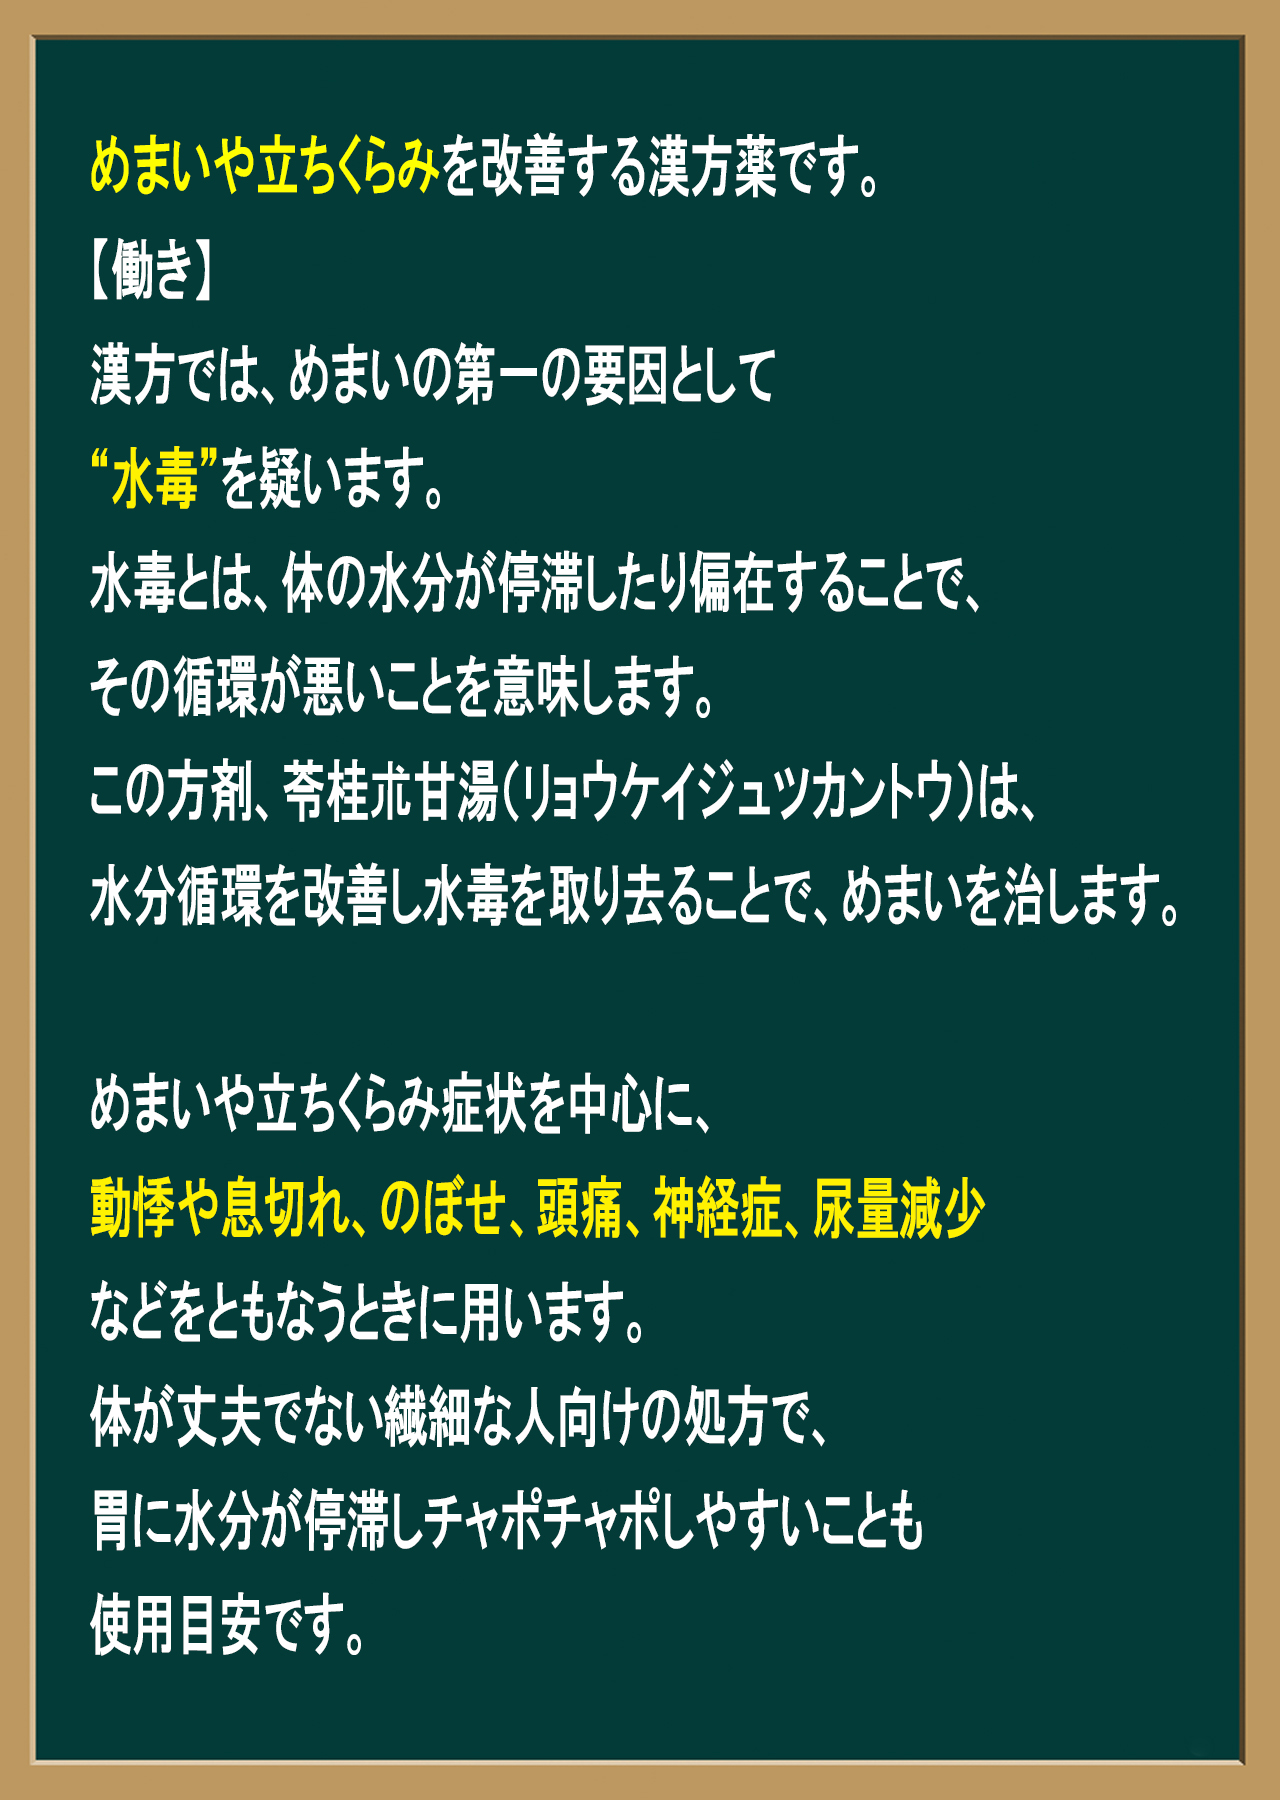 めまいや立ちくらみを改善する漢方薬です。
【働き】
漢方では、めまいの第一の要因として
“水毒”を疑います。
水毒とは、体の水分が停滞したり偏在することで、
その循環が悪いことを意味します。
この方剤、苓桂朮甘湯（リョウケイジュツカントウ）は、
水分循環を改善し水毒を取り去ることで、めまいを治します。
めまいや立ちくらみ症状を中心に、
動悸や息切れ、のぼせ、頭痛、神経症、尿量減少
などをともなうときに用います。
体が丈夫でない繊細な人向けの処方で、
胃に水分が停滞しチャポチャポしやすいことも
使用目安です。